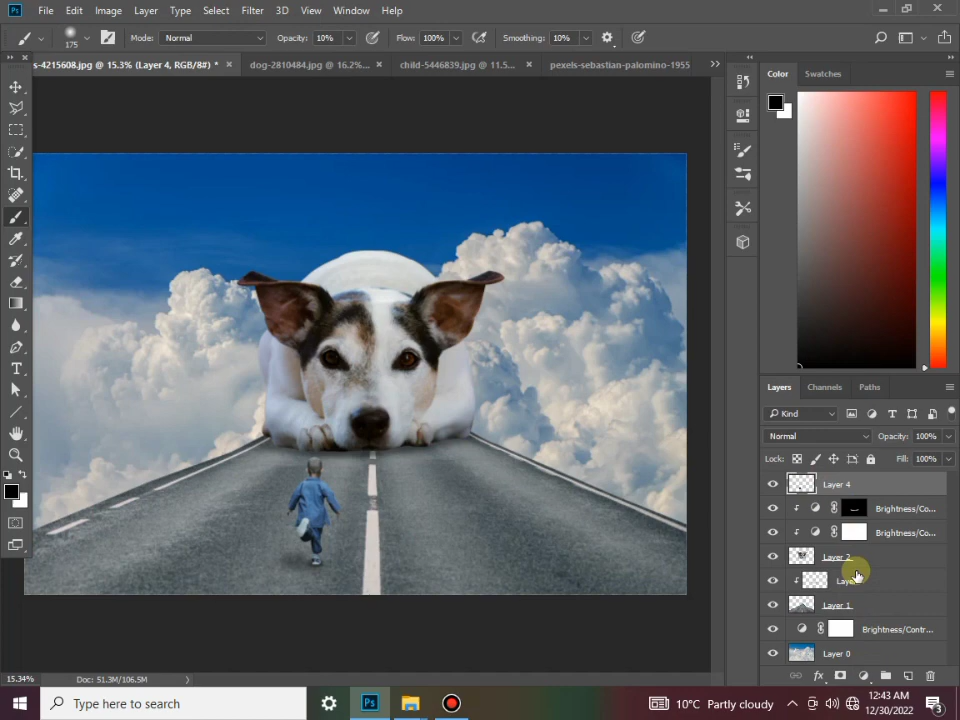 Ps File Edit Image Layer Type Select Filter 3D View Window Help
175 Mode: Normal Opacity: 10% Flow: 100% Smoothing: 10%
s-4215608.jpg @ 15.3% (Layer 4, RGB/8#) * × dog-2810484.jpg @ 16.2%... × child-5446839.jpg @ 11.5... × pexels-sebastian-palomino-1955
Color Swatches
Layers Channels Paths
Kind
Normal Opacity: 100%
Lock: Fill: 100%
Layer 4
Brightness/Co...
Brightness/Co...
Layer 2
Laye
Layer 1
Brightness/Contr...
Layer 0
15.34% Doc: 51.3M/106.5M
Type here to search
Ps
10°C Partly cloudy
12:43 AM
12/30/2022
3